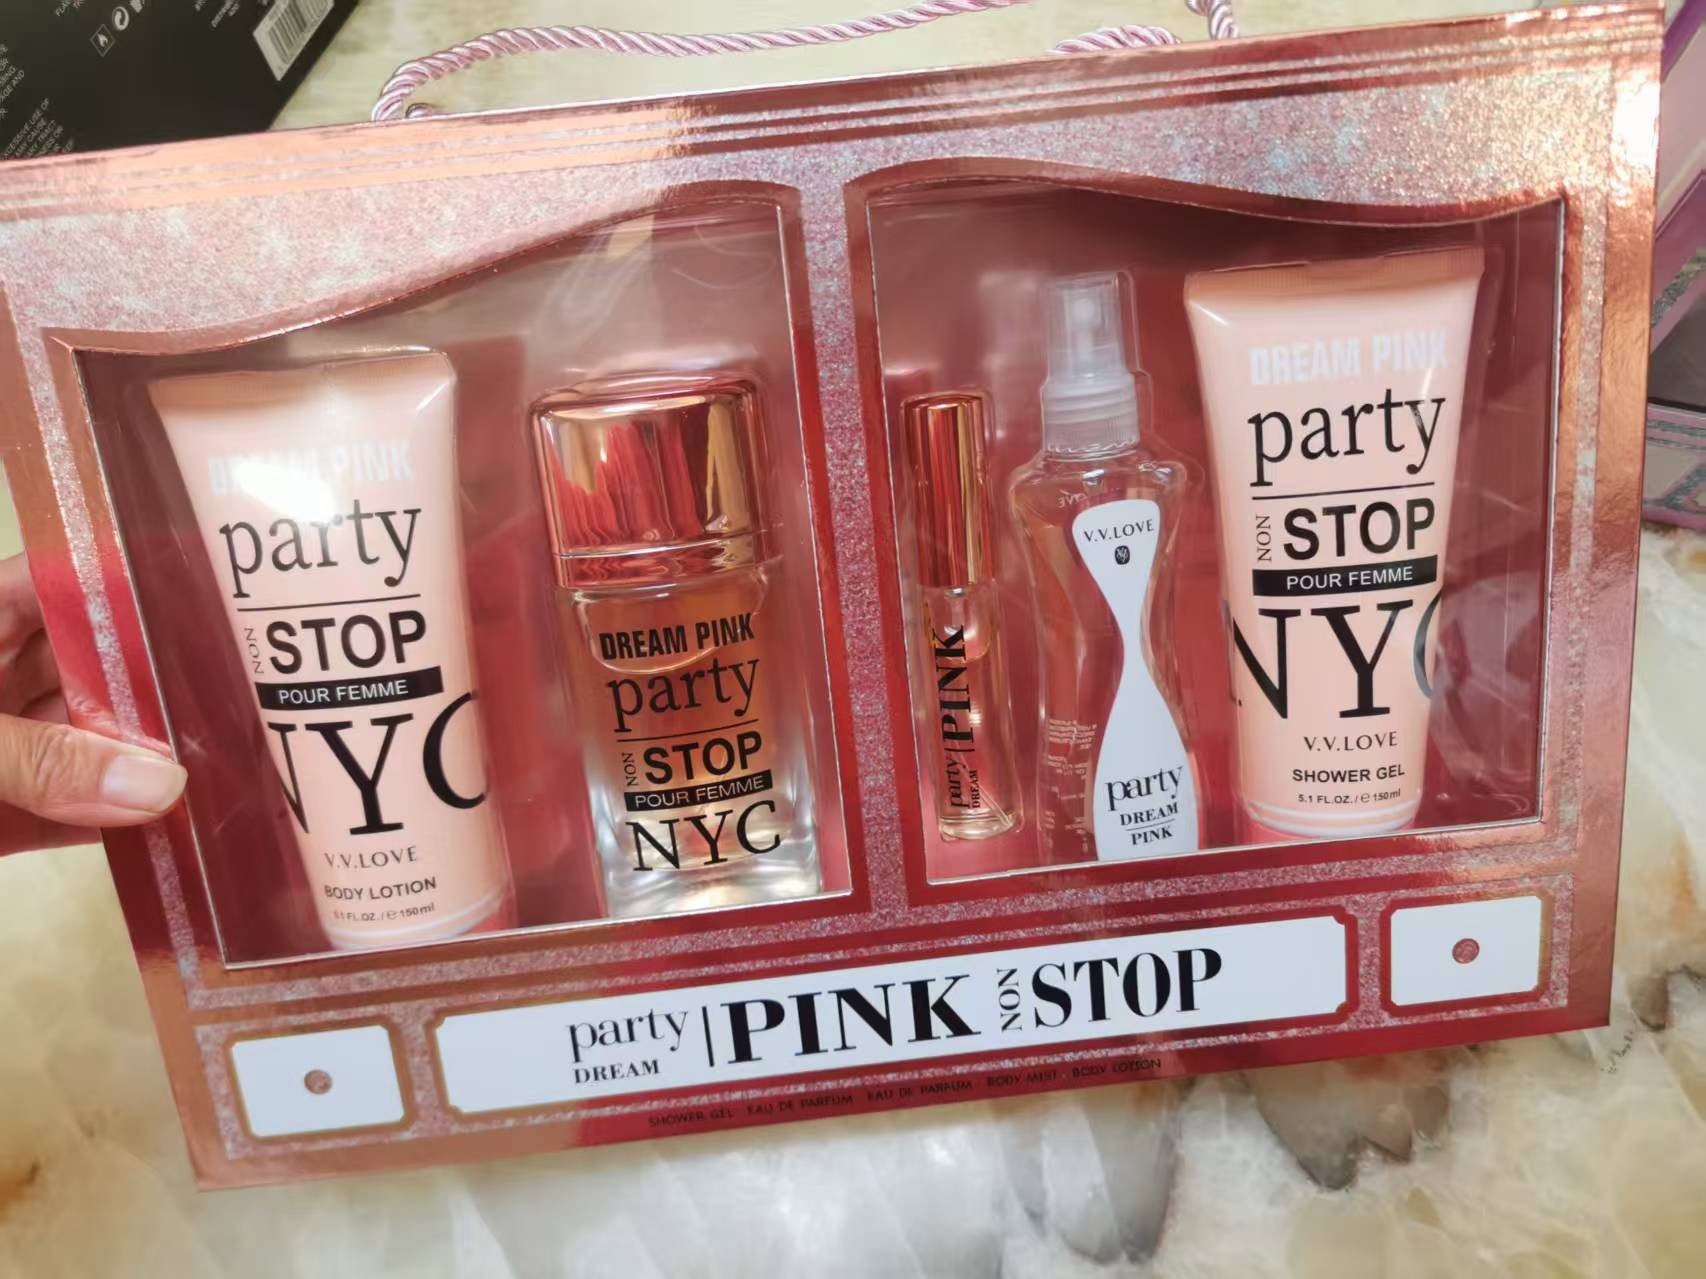 DREAM PINK
party
NON STOP
POUR FEMME
NYC
V.V.LOVE
BODY LOTION
5.1 FL.OZ./℮150ml
DREAM PINK
party
NON STOP
POUR FEMME
NYC
party | PINK
DREAM
V.V.LOVE
party
DREAM
PINK
DREAM PINK
party
NON STOP
POUR FEMME
NYC
V.V.LOVE
SHOWER GEL
5.1 FL.OZ./℮150ml
party | PINK NON STOP
DREAM
SHOWER GEL · EAU DE PARFUM · EAU DE PARFUM · BODY MIST · BODY LOTSON